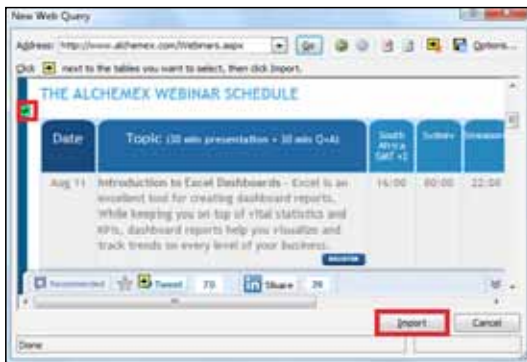 New Web Query
Address: http://www.alchemex.com/Webinars.aspx Go Options...
Click next to the tables you want to select, then click Import.
THE ALCHEMEX WEBINAR SCHEDULE
Date Topic (30 min presentation + 30 min Q+A) South Africa GMT +2 Sydney
Aug 11 Introduction to Excel Dashboards - Excel is an 16:00 00:00 22:00
excellent tool for creating dashboard reports.
While keeping you on top of vital statistics and
KPIs, dashboard reports help you visualize and
track trends on every level of your business.
REGISTER
Recommend Tweet 70 Share
Import Cancel
Done